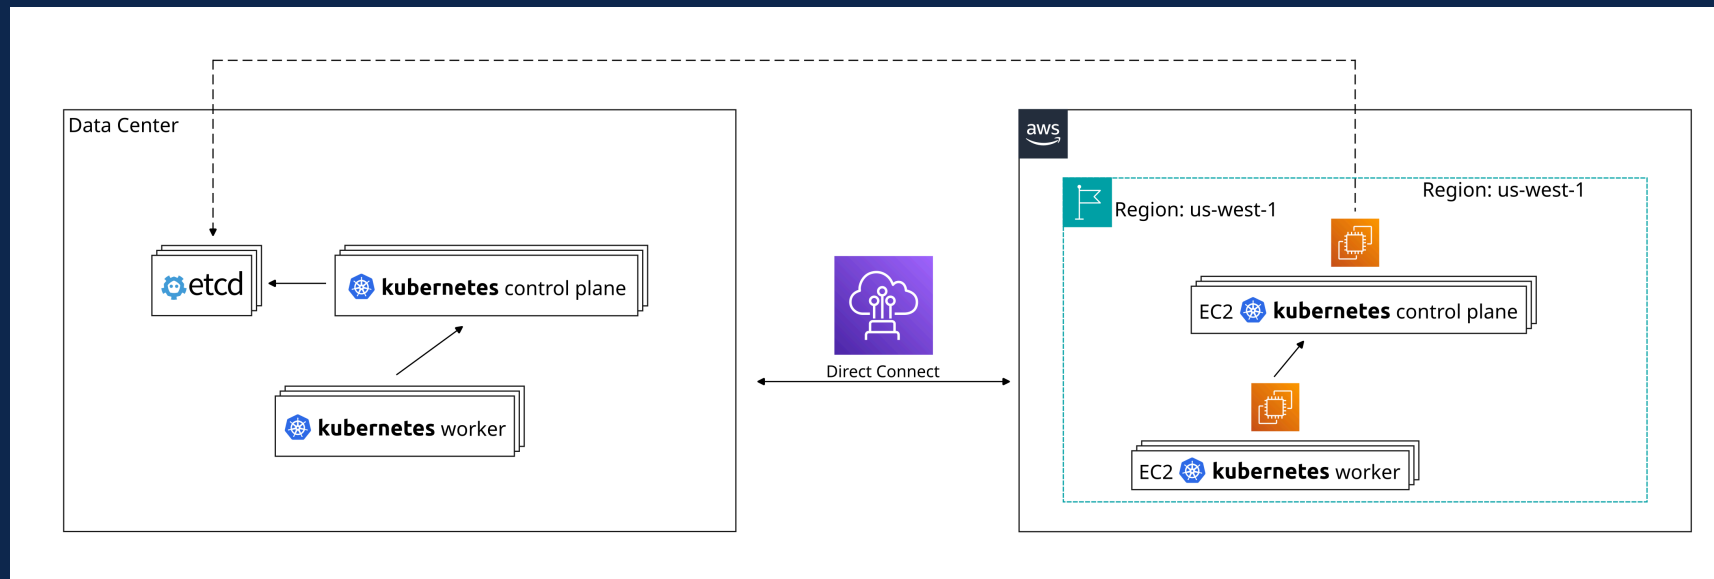 Data Center
aws
Region: us-west-1
Region: us-west-1
etcd
kubernetes control plane
EC2 kubernetes control plane
Direct Connect
kubernetes worker
EC2 kubernetes worker